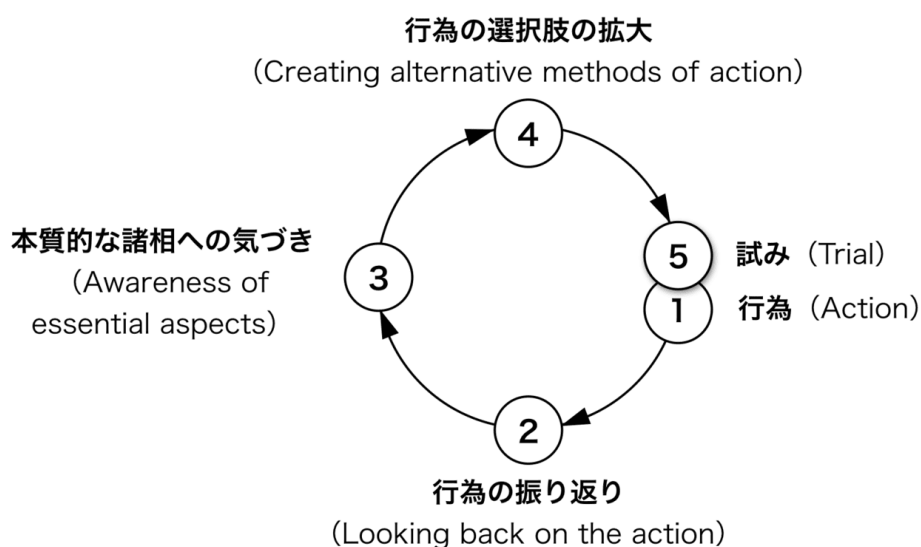 行為の選択肢の拡大
（Creating alternative methods of action）
4
本質的な諸相への気づき
（Awareness of
essential aspects）
3
5
試み（Trial）
1
行為（Action）
2
行為の振り返り
（Looking back on the action）